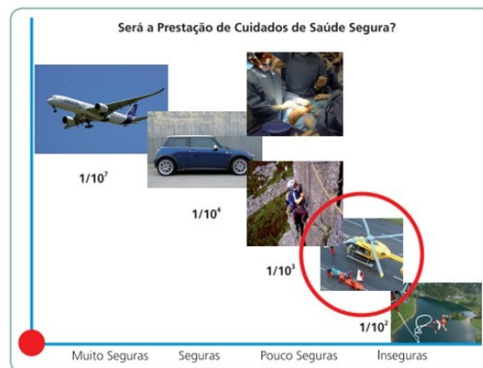 Será a Prestação de Cuidados de Saúde Segura?
1/10⁷
1/10⁴
1/10³
1/10²
Muito Seguras Seguras Pouco Seguras Inseguras